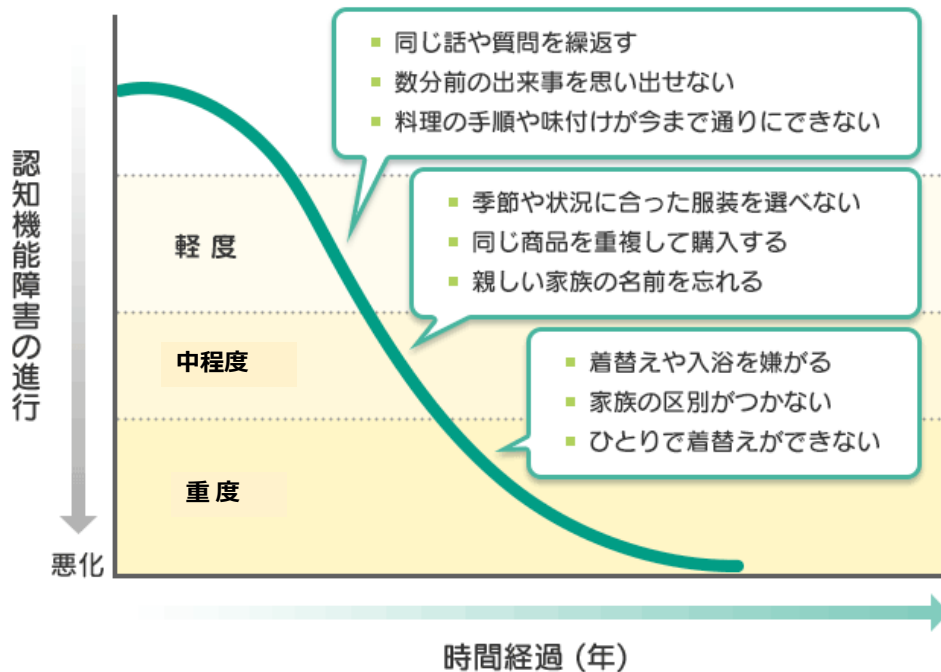 同じ話や質問を繰返す
数分前の出来事を思い出せない
料理の手順や味付けが今まで通りにできない
認知機能障害の進行
軽度
季節や状況に合った服装を選べない
同じ商品を重複して購入する
親しい家族の名前を忘れる
中程度
着替えや入浴を嫌がる
家族の区別がつかない
ひとりで着替えができない
重度
悪化
時間経過 (年)